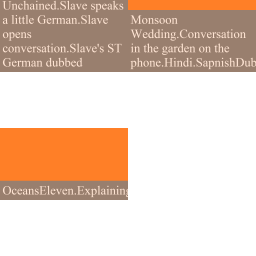 Unchained.Slave speaks
a little German.Slave
opens
conversation.Slave's ST
German dubbed
Monsoon
Wedding.Conversation
in the garden on the
phone.Hindi.SapnishDub
OceansEleven.Explaining